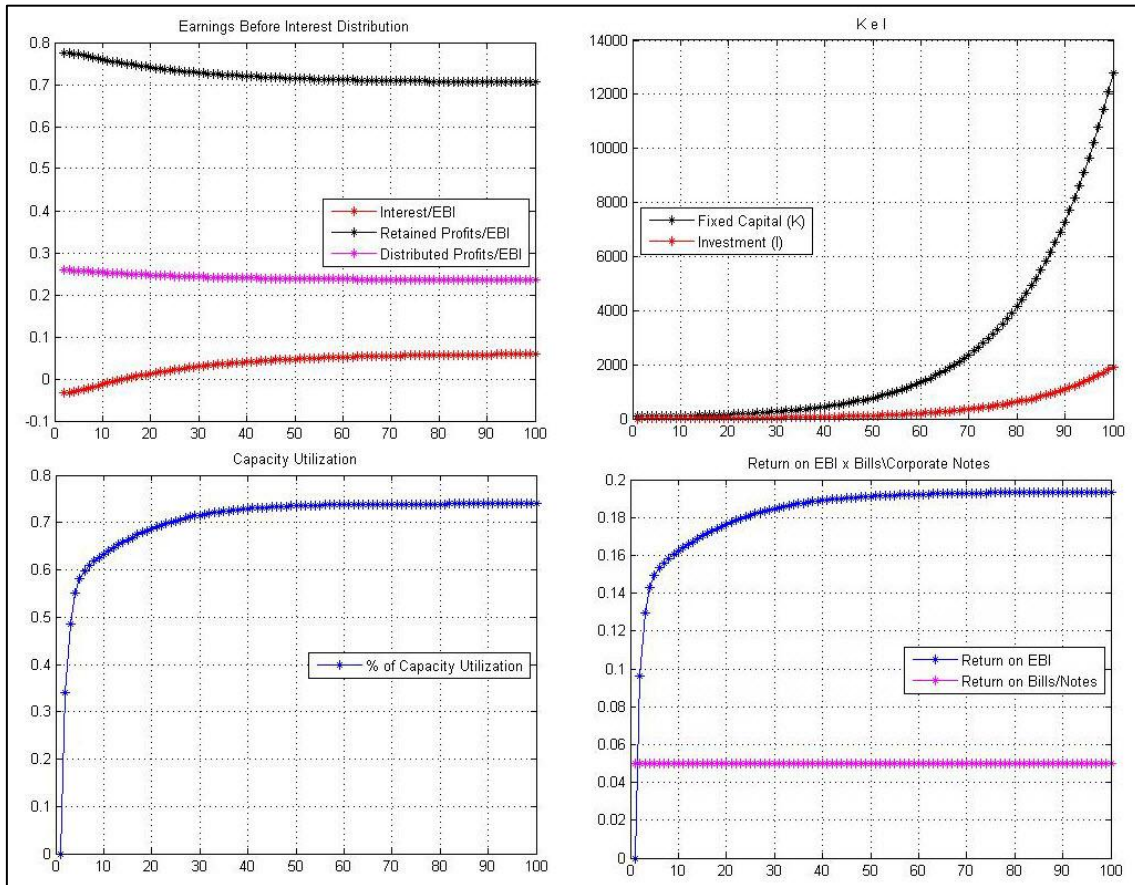 Earnings Before Interest Distribution
0.8
0.7
0.6
0.5
0.4
0.3
0.2
0.1
0
-0.1
0 10 20 30 40 50 60 70 80 90 100
Interest/EBI
Retained Profits/EBI
Distributed Profits/EBI
K e I
14000
12000
10000
8000
6000
4000
2000
0
0 10 20 30 40 50 60 70 80 90 100
Fixed Capital (K)
Investment (I)
Capacity Utilization
0.8
0.7
0.6
0.5
0.4
0.3
0.2
0.1
0
0 10 20 30 40 50 60 70 80 90 100
% of Capacity Utilization
Return on EBI x Bills\Corporate Notes
0.2
0.18
0.16
0.14
0.12
0.1
0.08
0.06
0.04
0.02
0
0 10 20 30 40 50 60 70 80 90 100
Return on EBI
Return on Bills/Notes